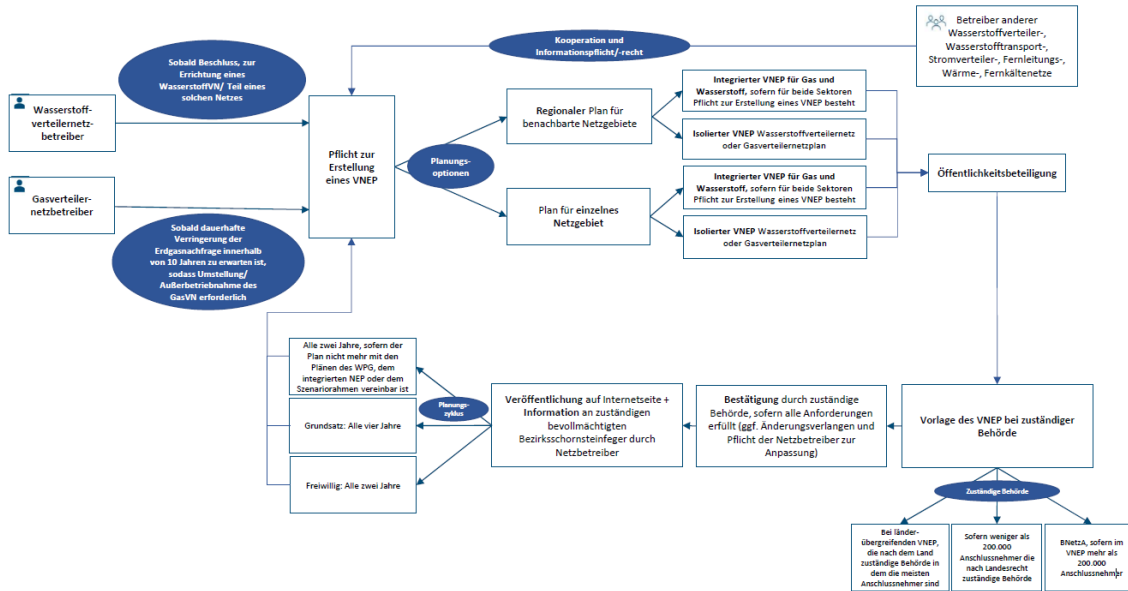 Kooperation und
Informationspflicht/-recht
Betreiber anderer
Wasserstoffverteiler-,
Wasserstofftransport-,
Stromverteiler-, Fernleitungs-,
Wärme-, Fernkältenetze
Sobald Beschluss, zur
Errichtung eines
WasserstoffVN/ Teil eines
solchen Netzes
Wasserstoff-
verteilernetz-
betreiber
Gasverteiler-
netzbetreiber
Sobald dauerhafte
Verringerung der
Erdgasnachfrage innerhalb
von 10 Jahren zu erwarten ist,
sodass Umstellung/
Außerbetriebnahme des
GasVN erforderlich
Pflicht zur
Erstellung
eines VNEP
Planungs-
optionen
Regionaler Plan für
benachbarte Netzgebiete
Plan für einzelnes
Netzgebiet
Integrierter VNEP für Gas und
Wasserstoff, sofern für beide Sektoren
Pflicht zur Erstellung eines VNEP besteht
Isolierter VNEP Wasserstoffverteilernetz
oder Gasverteilernetzplan
Integrierter VNEP für Gas und
Wasserstoff, sofern für beide Sektoren
Pflicht zur Erstellung eines VNEP besteht
Isolierter VNEP Wasserstoffverteilernetz
oder Gasverteilernetzplan
Öffentlichkeitsbeteiligung
Vorlage des VNEP bei zuständiger
Behörde
Zuständige Behörde
Bei länder-
übergreifenden VNEP,
die nach dem Land
zuständige Behörde in
dem die meisten
Anschlussnehmer sind
Sofern weniger als
200.000
Anschlussnehmer die
nach Landesrecht
zuständige Behörde
BNetzA, sofern im
VNEP mehr als
200.000
Anschlussnehmer
Bestätigung durch zuständige
Behörde, sofern alle Anforderungen
erfüllt (ggf. Änderungsverlangen und
Pflicht der Netzbetreiber zur
Anpassung)
Veröffentlichung auf Internetseite +
Information an zuständigen
bevollmächtigten
Bezirksschornsteinfeger durch
Netzbetreiber
Planungs-
zyklus
Alle zwei Jahre, sofern der
Plan nicht mehr mit den
Plänen des WPG, dem
integrierten NEP oder dem
Szenariorahmen vereinbar ist
Grundsatz: Alle vier Jahre
Freiwillig: Alle zwei Jahre